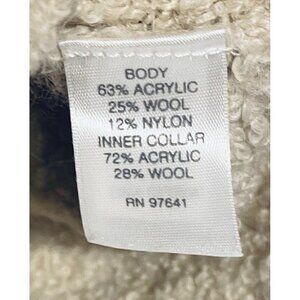 BODY
63% ACRYLIC
25% WOOL
12% NYLON
INNER COLLAR
72% ACRYLIC
28% WOOL
RN 97641